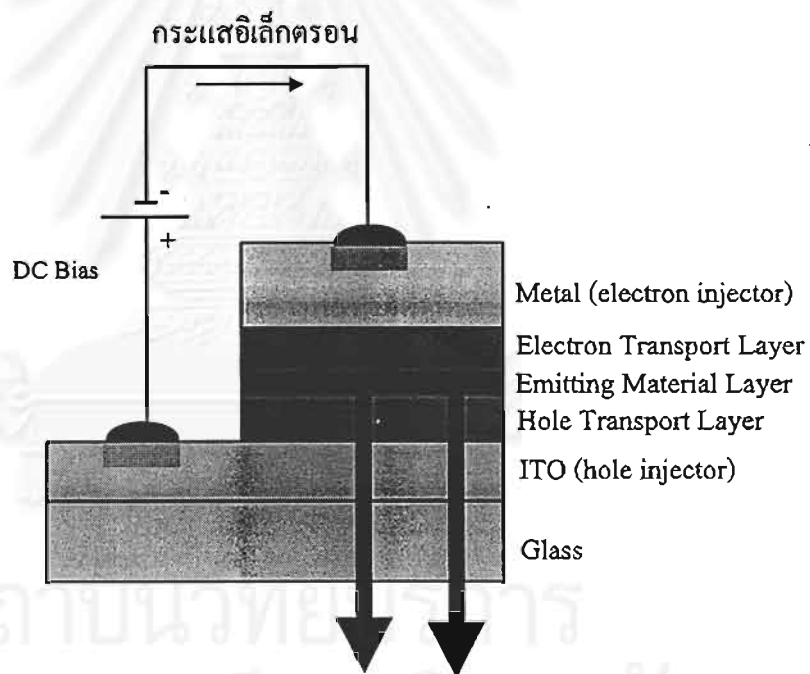 กระแสอิเล็กตรอน
-
+
DC Bias
Metal (electron injector)
Electron Transport Layer
Emitting Material Layer
Hole Transport Layer
ITO (hole injector)
Glass